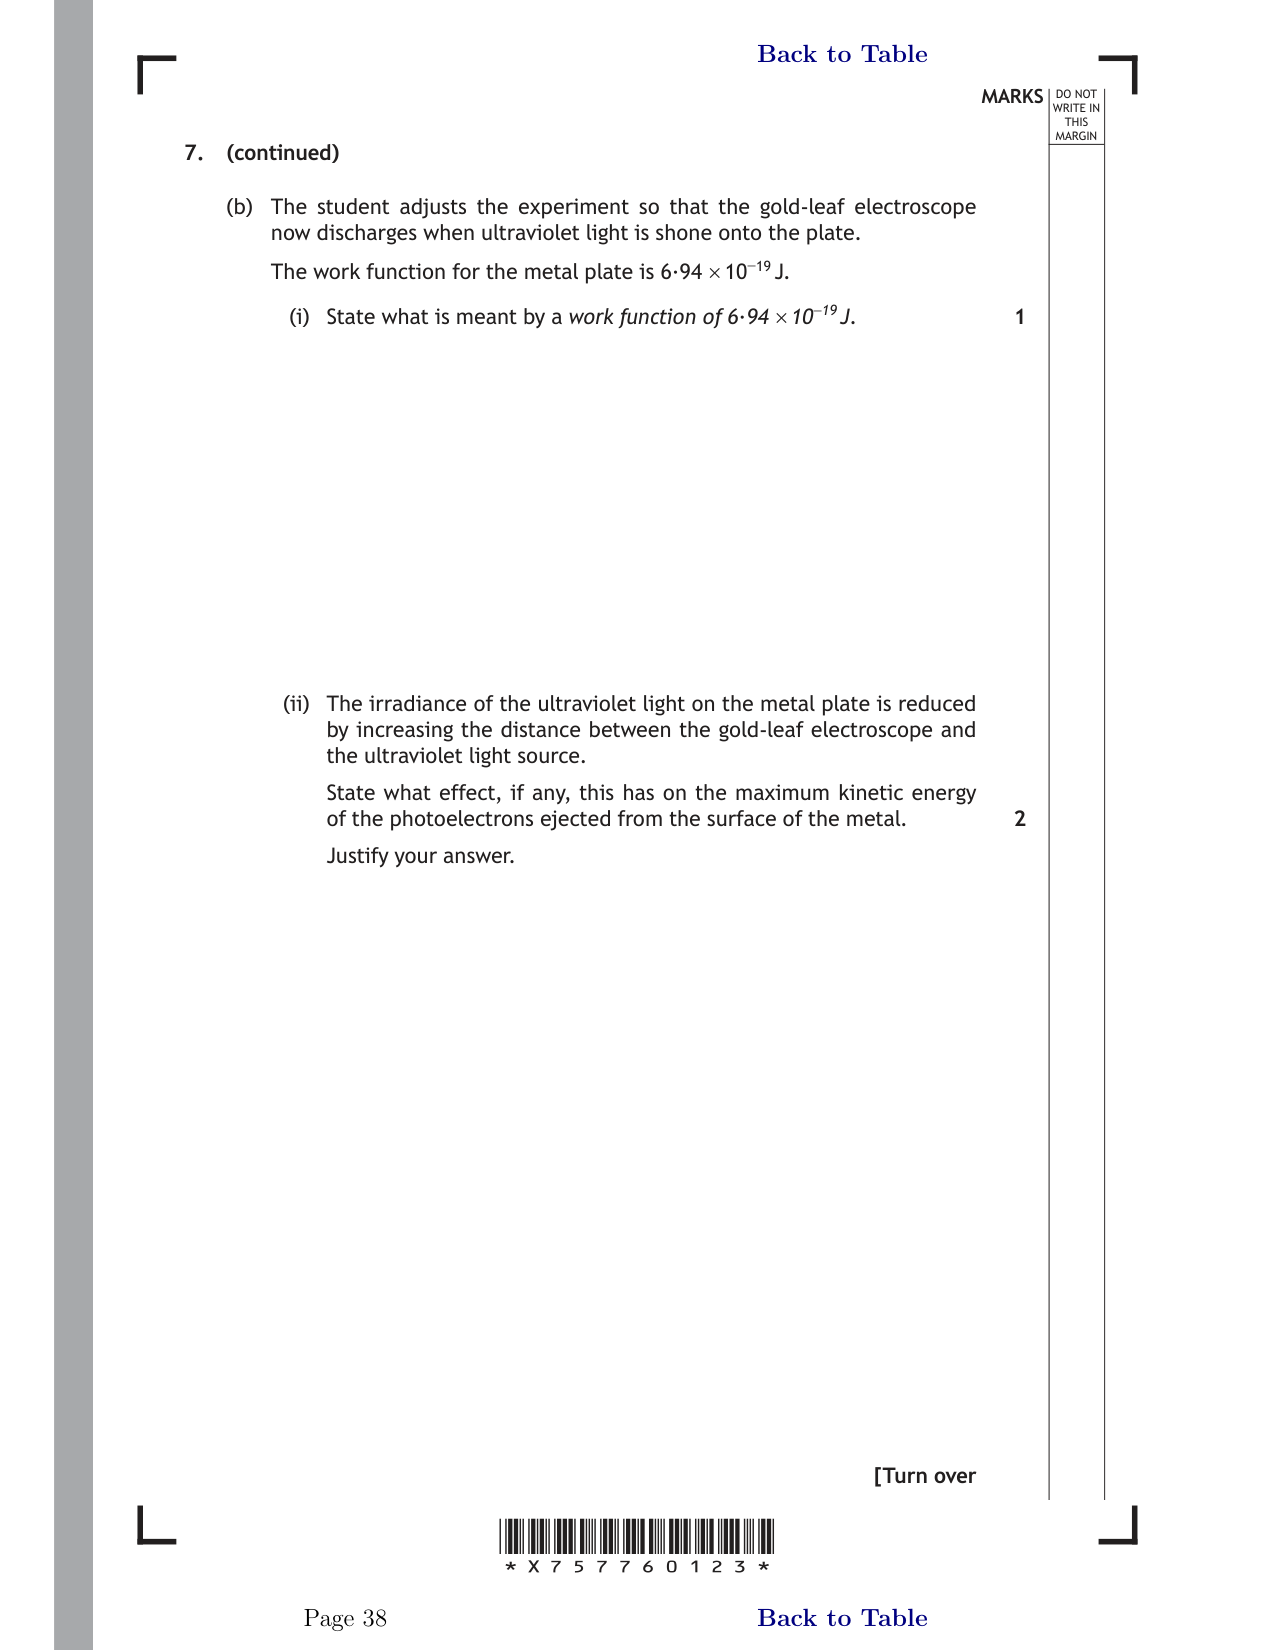 Back to Table
MARKS
DO NOT
WRITE IN
THIS
MARGIN
7. (continued)
(b) The student adjusts the experiment so that the gold-leaf electroscope
now discharges when ultraviolet light is shone onto the plate.
The work function for the metal plate is 6·94 × 10⁻¹⁹ J.
(i) State what is meant by a work function of 6·94 × 10⁻¹⁹ J. 1
(ii) The irradiance of the ultraviolet light on the metal plate is reduced
by increasing the distance between the gold-leaf electroscope and
the ultraviolet light source.
State what effect, if any, this has on the maximum kinetic energy
of the photoelectrons ejected from the surface of the metal. 2
Justify your answer.
[Turn over
* X 7 5 7 7 6 0 1 2 3 *
Page 38
Back to Table